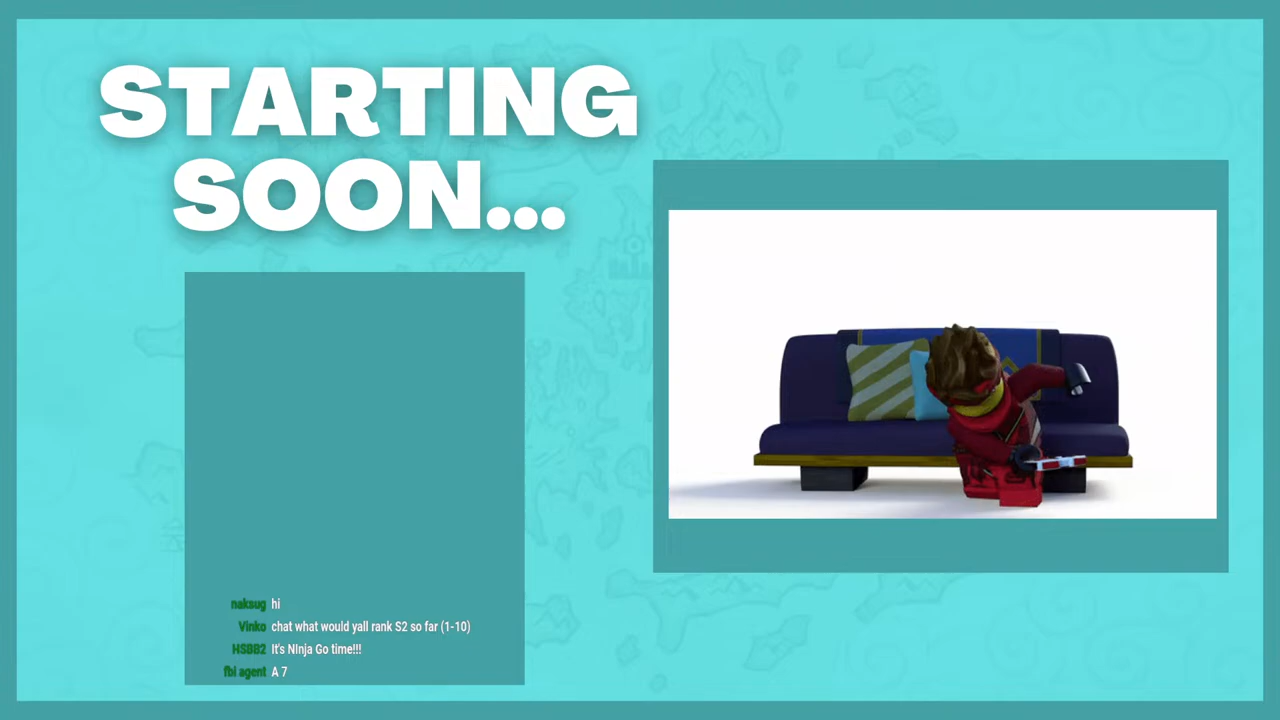 STARTING
SOON...
naksug hi
Vinko chat what would yall rank S2 so far (1-10)
HSBB2 It's NInja Go time!!!
fbi agent A 7